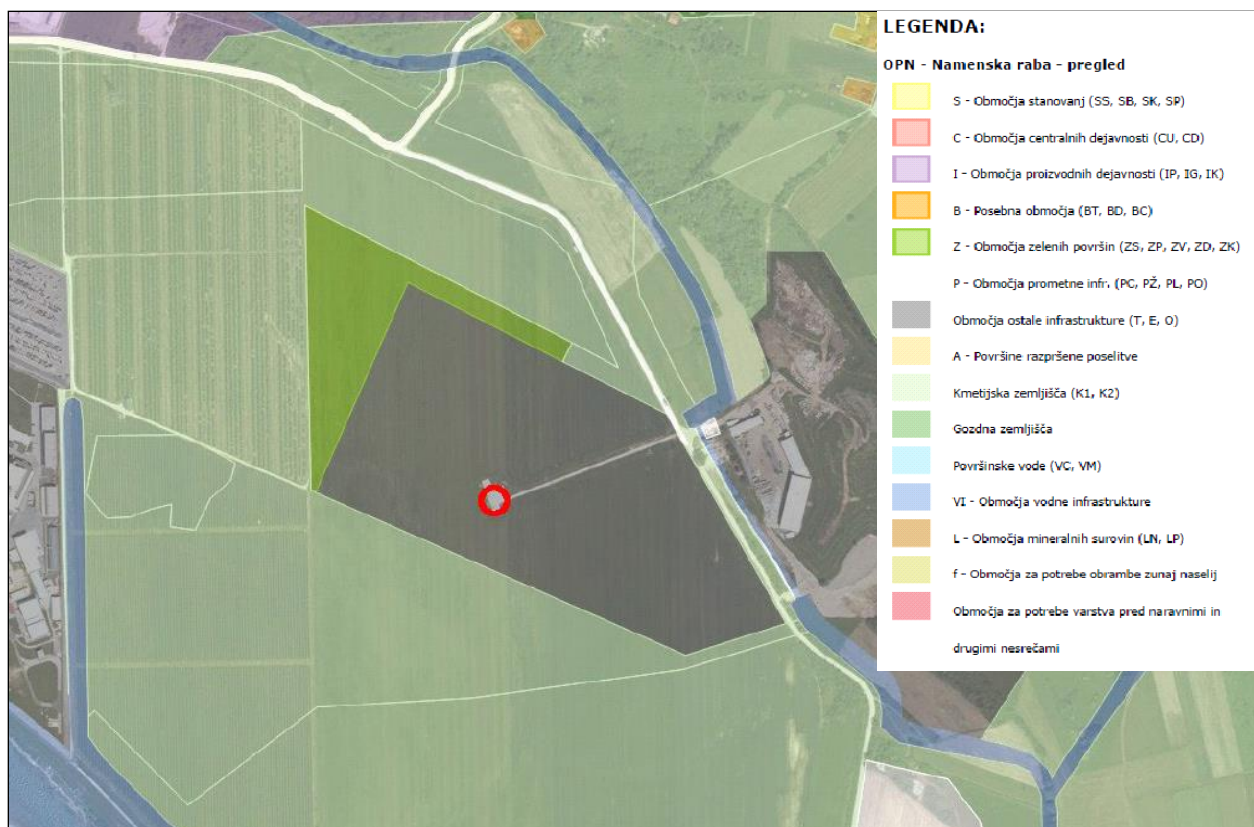 LEGENDA:
OPN - Namenska raba - pregled
S - Območja stanovanj (SS, SB, SK, SP)
C - Območja centralnih dejavnosti (CU, CD)
I - Območja proizvodnih dejavnosti (IP, IG, IK)
B - Posebna območja (BT, BD, BC)
Z - Območja zelenih površin (ZS, ZP, ZV, ZD, ZK)
P - Območja prometne infr. (PC, PŽ, PL, PO)
Območja ostale infrastrukture (T, E, O)
A - Površine razpršene poselitve
Kmetijska zemljišča (K1, K2)
Gozdna zemljišča
Površinske vode (VC, VM)
VI - Območja vodne infrastrukture
L - Območja mineralnih surovin (LN, LP)
f - Območja za potrebe obrambe zunaj naselij
Območja za potrebe varstva pred naravnimi in
drugimi nesrečami